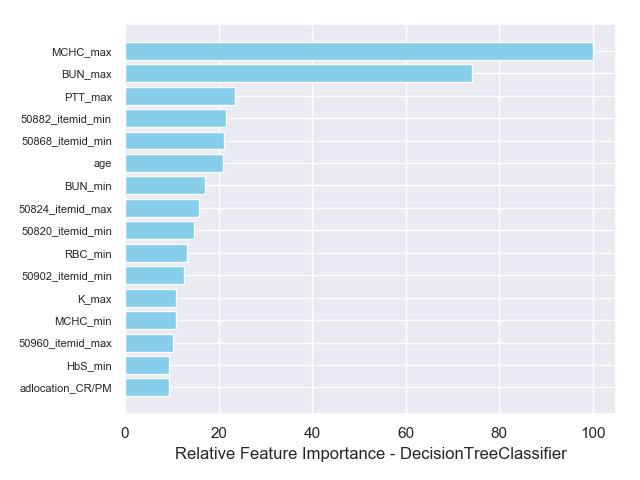 MCHC_max
BUN_max
PTT_max
50882_itemid_min
50868_itemid_min
age
BUN_min
50824_itemid_max
50820_itemid_min
RBC_min
50902_itemid_min
K_max
MCHC_min
50960_itemid_max
HbS_min
adlocation_CR/PM
0 20 40 60 80 100
Relative Feature Importance - DecisionTreeClassifier